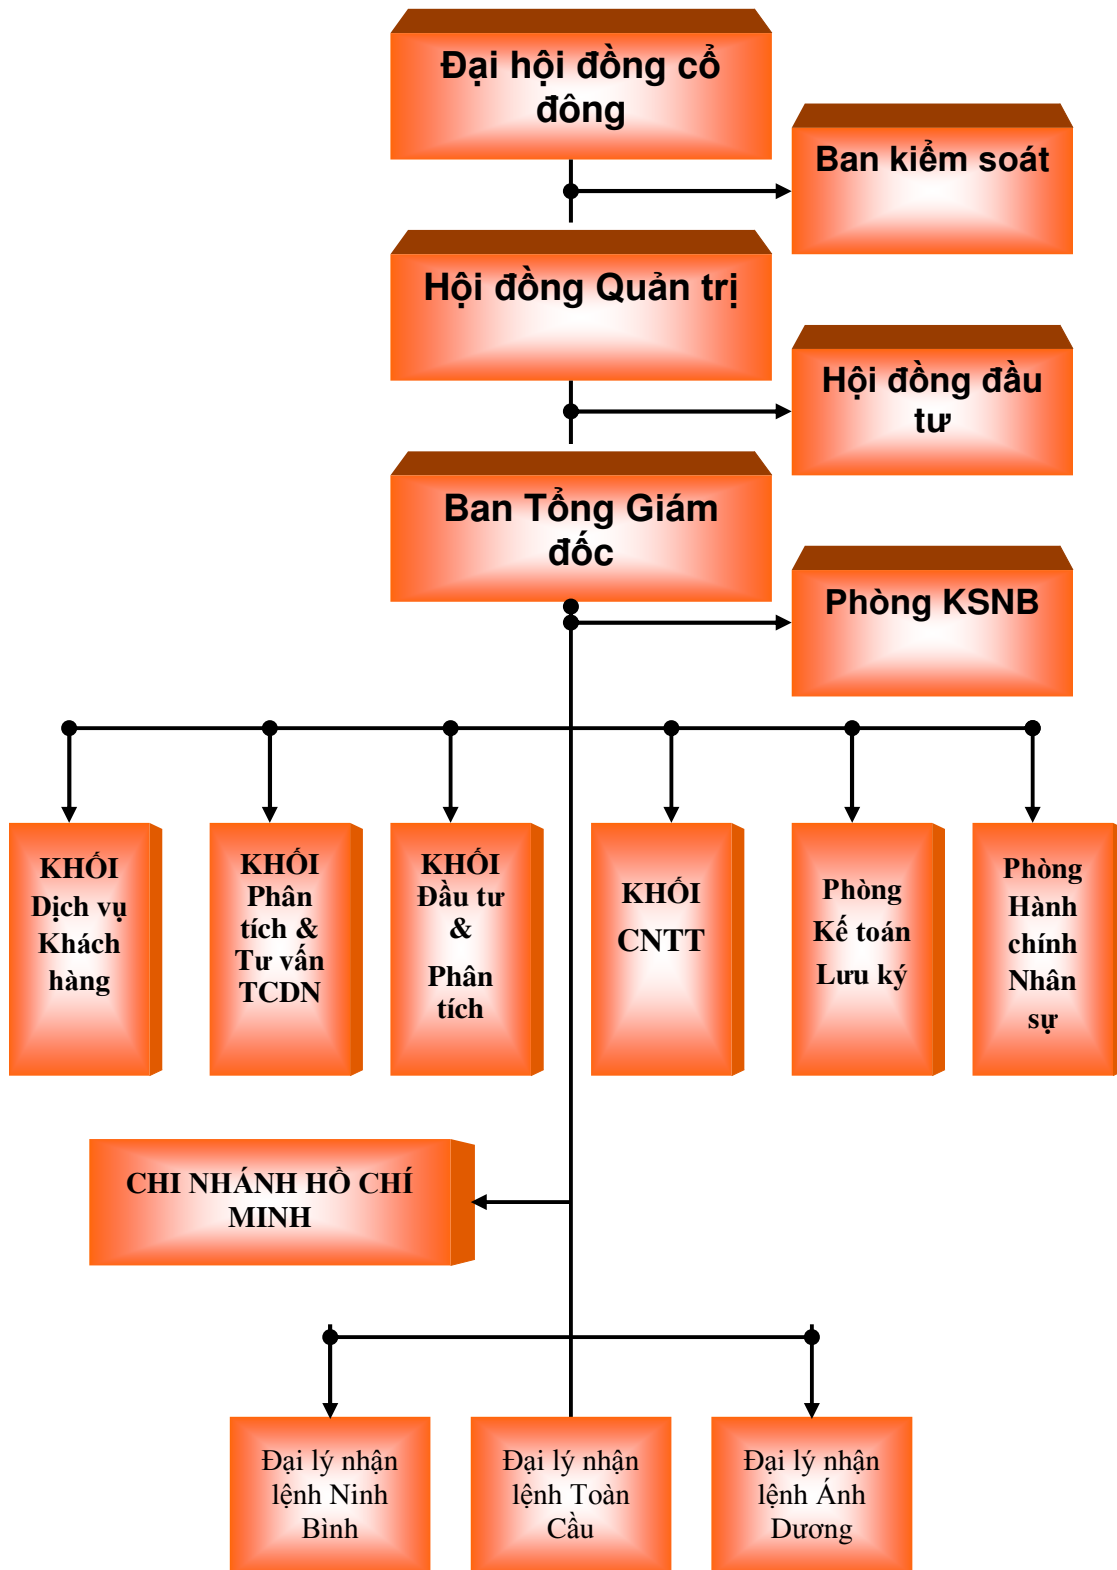 Đại hội đồng cổ
đông
Ban kiểm soát
Hội đồng Quản trị
Hội đồng đầu
tư
Ban Tổng Giám
đốc
Phòng KSNB
KHỐI
Dịch vụ
Khách
hàng
KHỐI
Phân
tích &
Tư vấn
TCDN
KHỐI
Đầu tư
&
Phân
tích
KHỐI
CNTT
Phòng
Kế toán
Lưu ký
Phòng
Hành
chính
Nhân
sự
CHI NHÁNH HỒ CHÍ
MINH
Đại lý nhận
lệnh Ninh
Bình
Đại lý nhận
lệnh Toàn
Cầu
Đại lý nhận
lệnh Ánh
Dương